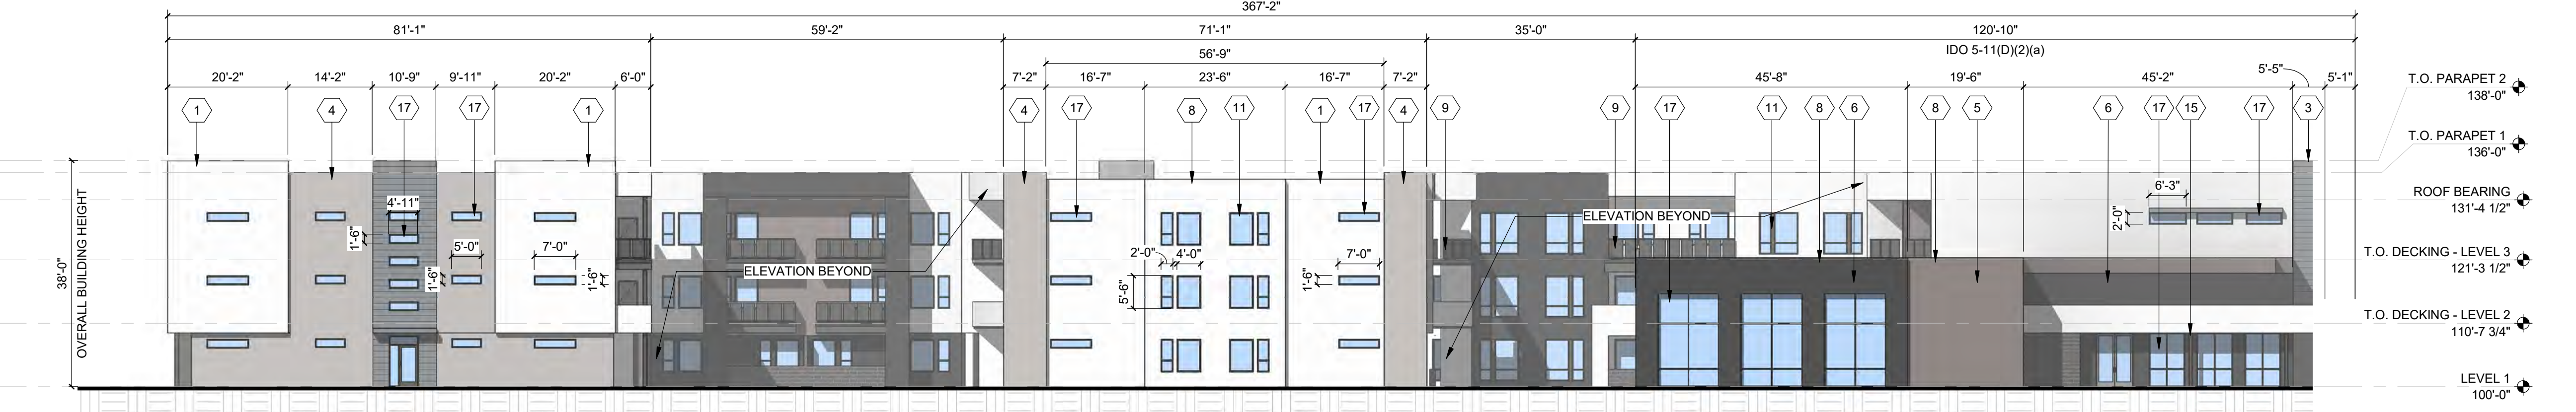 367'-2"
81'-1" 59'-2" 71'-1" 35'-0" 120'-10"
IDO 5-11(D)(2)(a)
56'-9"
20'-2" 14'-2" 10'-9" 9'-11" 20'-2" 6'-0" 7'-2" 16'-7" 23'-6" 16'-7" 7'-2" 45'-8" 19'-6" 45'-2" 5'-5" 5'-1"
1 4 17 17 1 4 17 8 11 1 17 4 9 9 17 11 8 6 8 5 6 17 15 17 3
T.O. PARAPET 2
138'-0"
T.O. PARAPET 1
136'-0"
ROOF BEARING
131'-4 1/2"
T.O. DECKING - LEVEL 3
121'-3 1/2"
T.O. DECKING - LEVEL 2
110'-7 3/4"
LEVEL 1
100'-0"
38'-0"
OVERALL BUILDING HEIGHT
4'-11"
1'-6"
5'-0"
1'-6"
7'-0"
1'-6"
ELEVATION BEYOND
2'-0" 4'-0"
5'-6"
7'-0"
1'-6"
ELEVATION BEYOND
6'-3"
2'-0"